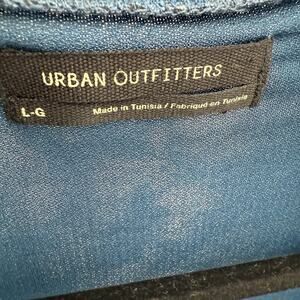 URBAN OUTFITTERS
L-G
Made in Tunisia / Fabriqué en Tunisie